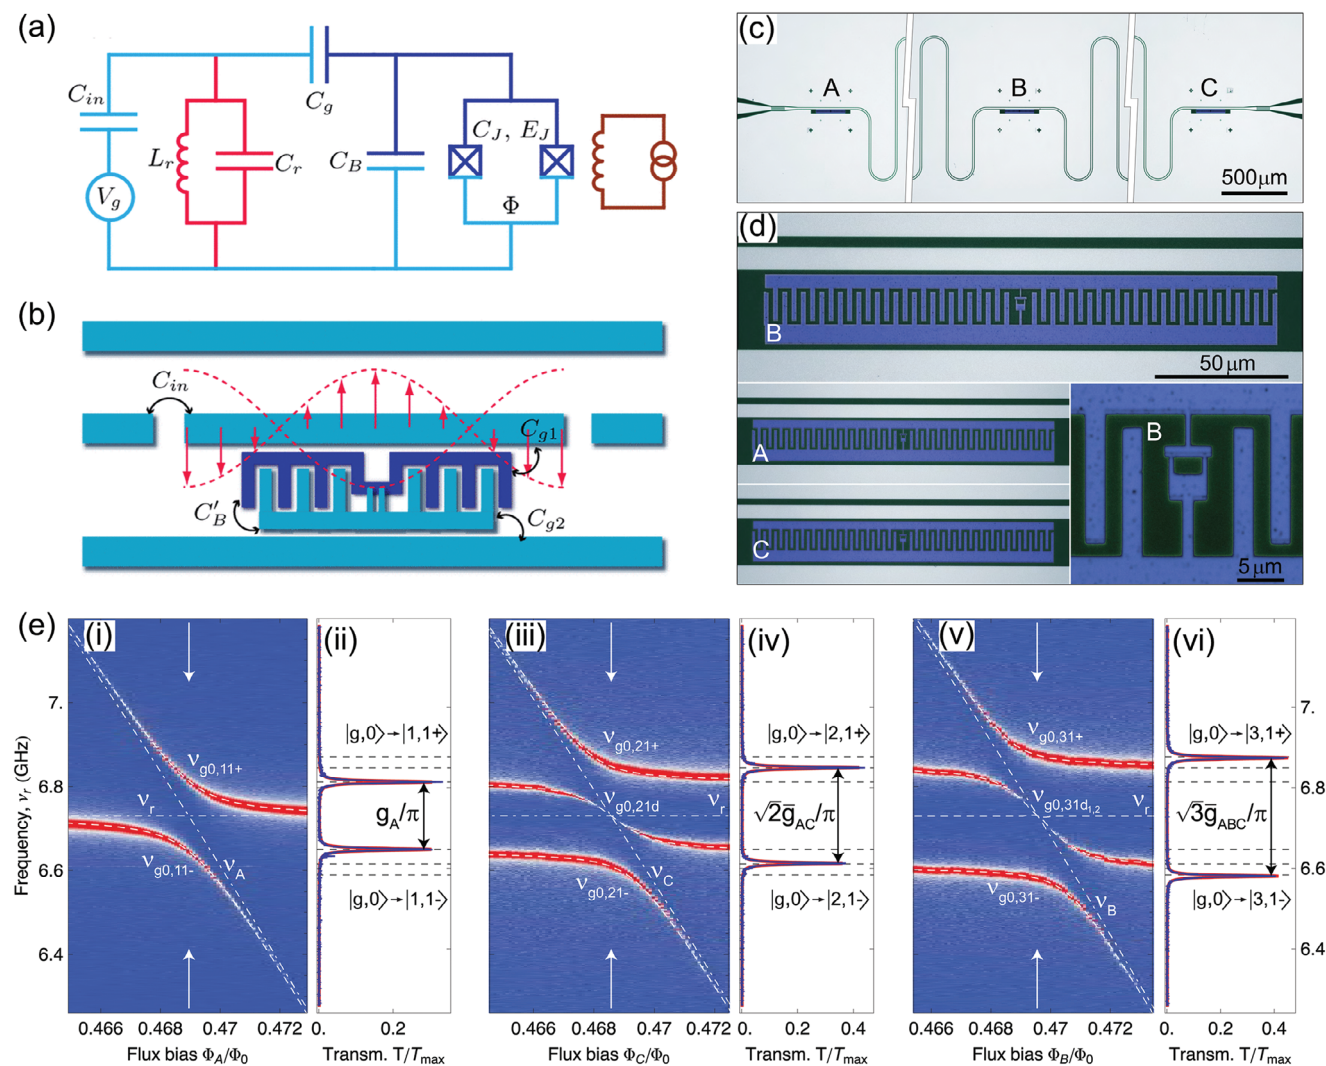 (a)
C_in
V_g
L_r
C_r
C_g
C_B
C_J, E_J
Φ
(b)
C_in
C_g1
C′_B
C_g2
(c)
A
B
C
500μm
(d)
B
50μm
A
C
B
5μm
(e)
(i)
(ii)
(iii)
(iv)
(v)
(vi)
Frequency, ν_r (GHz)
7.
6.8
6.6
6.4
ν_g0,11+
ν_r
ν_g0,11-
ν_A
0.466
0.468
0.47
0.472
Flux bias Φ_A/Φ_0
|g,0⟩→|1,1+⟩
g_A/π
|g,0⟩→|1,1-⟩
0.
0.2
Transm. T/T_max
ν_g0,21+
ν_g0,21d
ν_r
ν_g0,21-
ν_C
0.466
0.468
0.47
0.472
Flux bias Φ_C/Φ_0
|g,0⟩→|2,1+⟩
√2g̅_AC/π
|g,0⟩→|2,1-⟩
0.
0.2
0.4
Transm. T/T_max
ν_g0,31+
ν_g0,31d_1,2
ν_r
ν_g0,31-
ν_B
0.466
0.468
0.47
0.472
Flux bias Φ_B/Φ_0
|g,0⟩→|3,1+⟩
√3g̅_ABC/π
|g,0⟩→|3,1-⟩
0.
0.2
0.4
Transm. T/T_max
7.
6.8
6.6
6.4